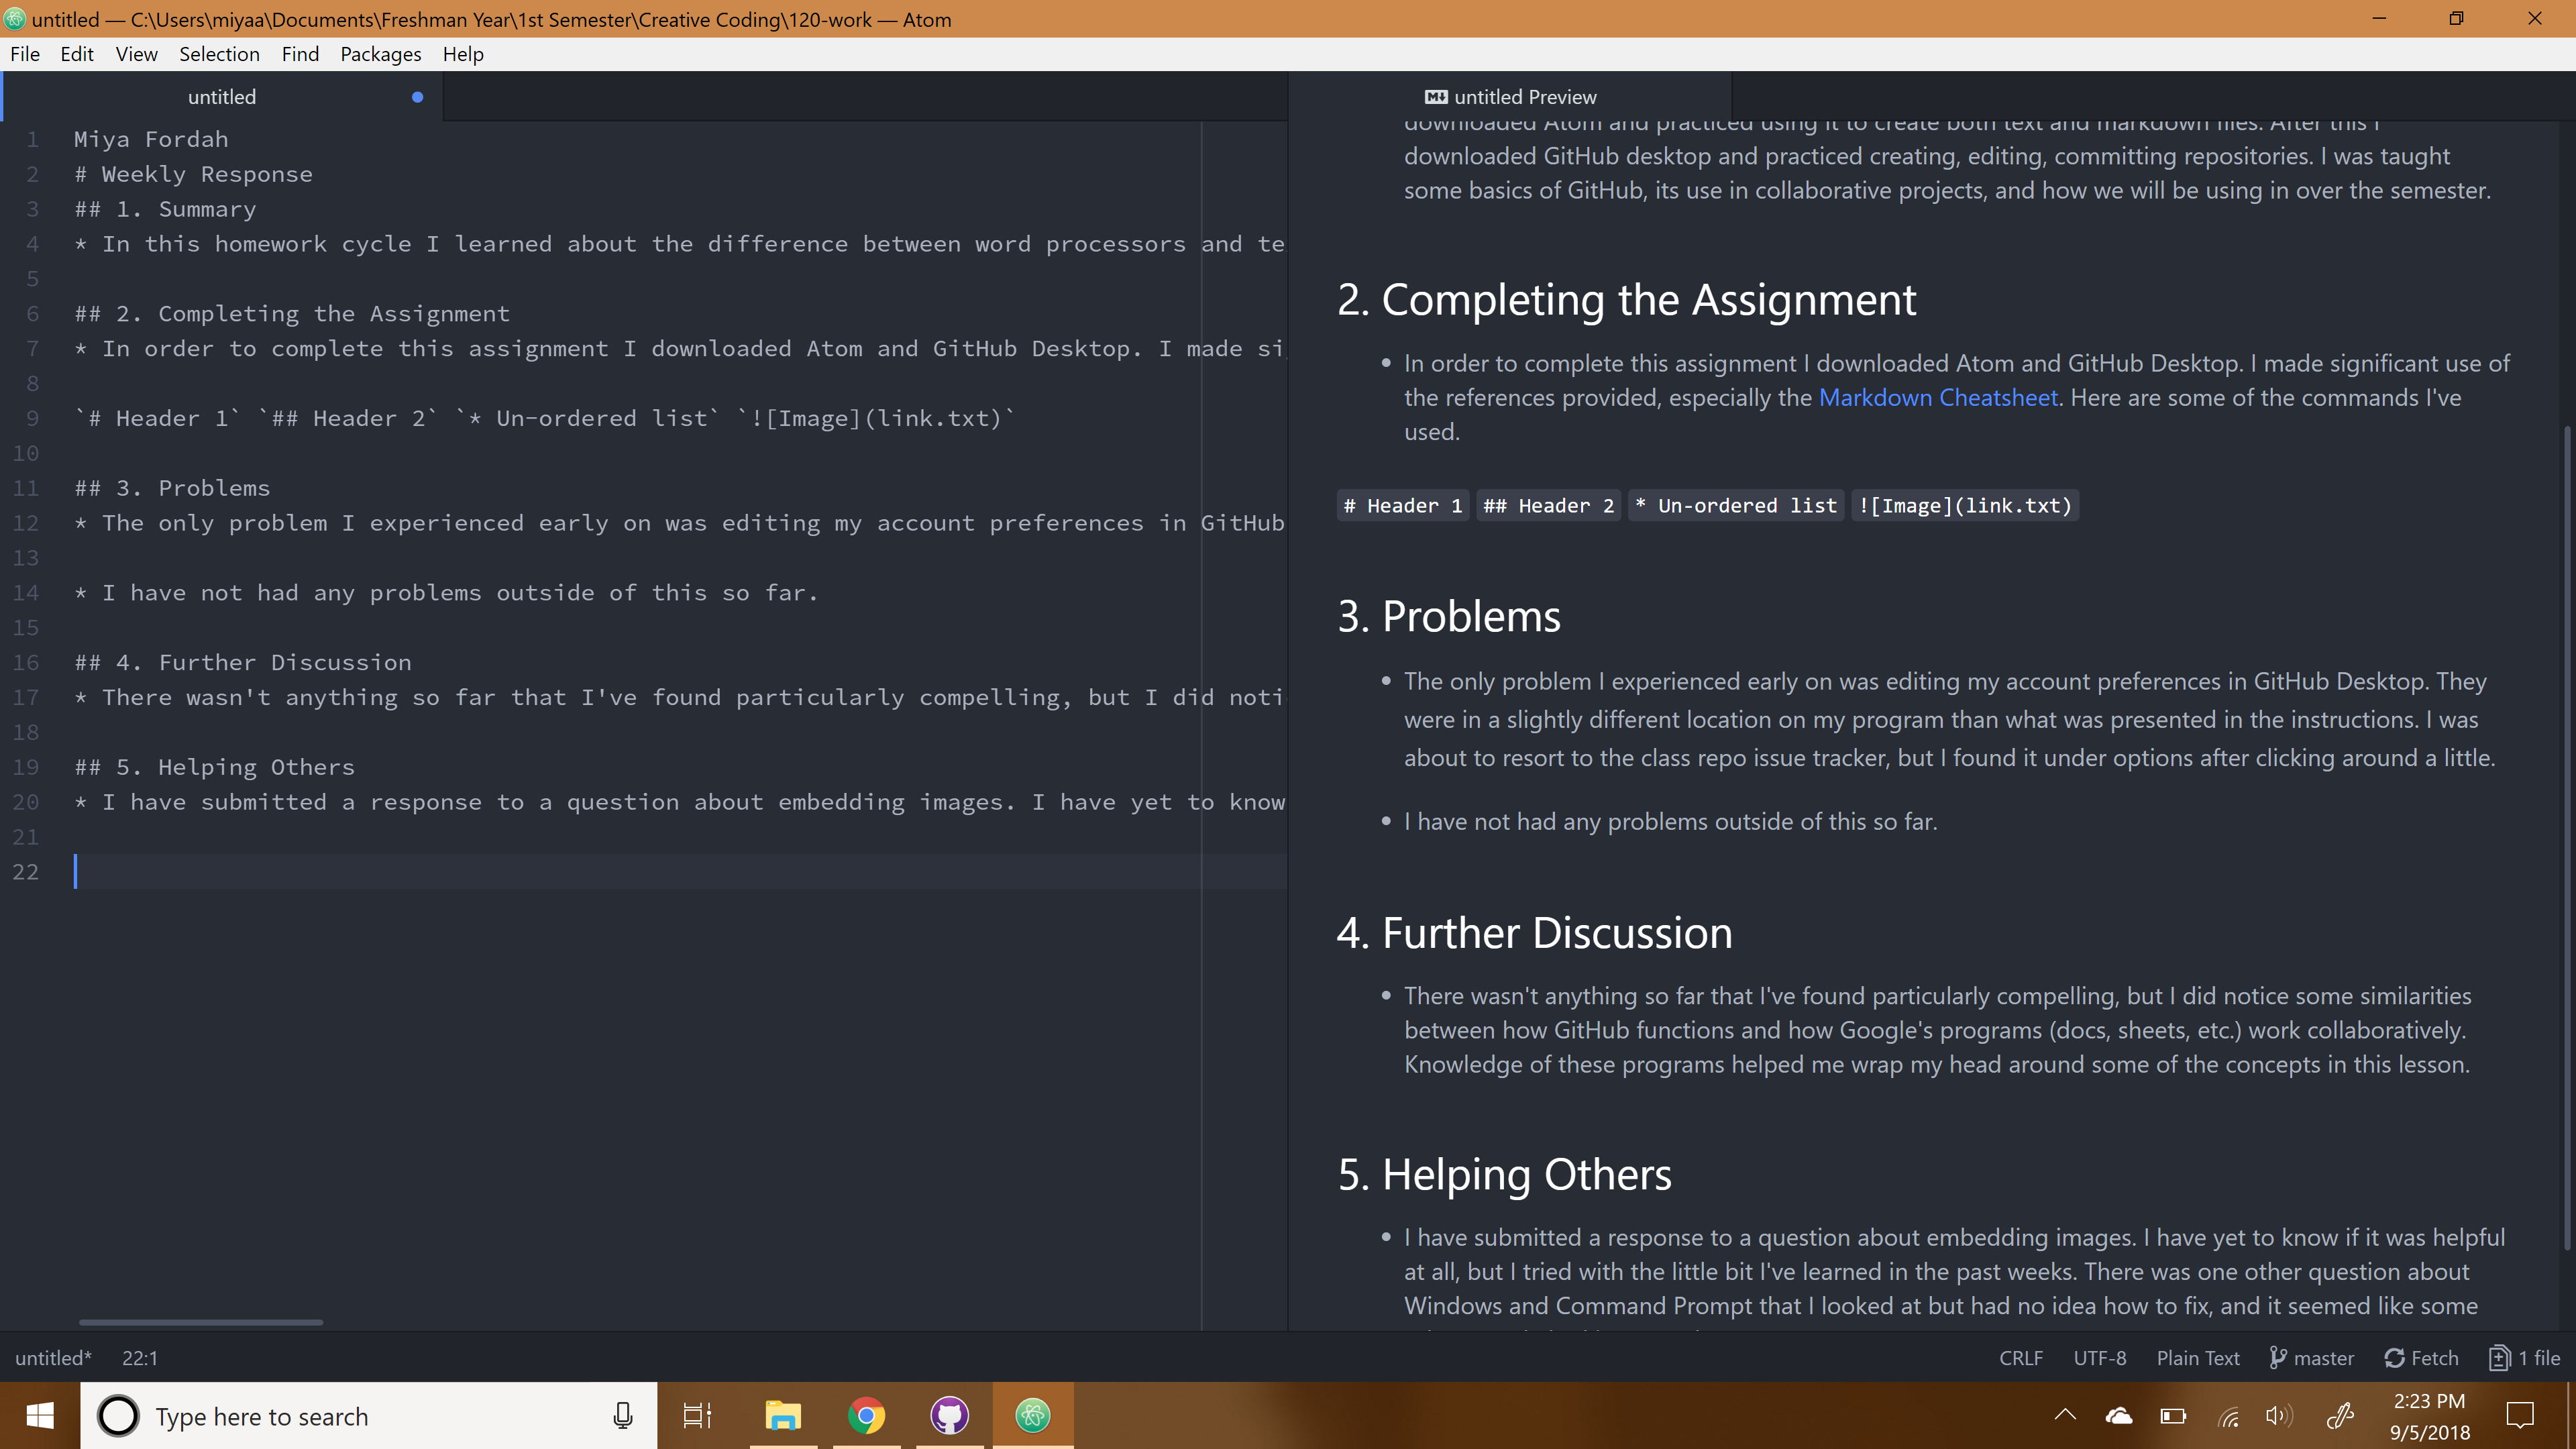 untitled — C:\Users\miyaa\Documents\Freshman Year\1st Semester\Creative Coding\120-work — Atom
File Edit View Selection Find Packages Help
untitled
1 Miya Fordah
2 # Weekly Response
3 ## 1. Summary
4 * In this homework cycle I learned about the difference between word processors and te
5
6 ## 2. Completing the Assignment
7 * In order to complete this assignment I downloaded Atom and GitHub Desktop. I made si
8
9 `# Header 1` `## Header 2` `* Un-ordered list` `![Image](link.txt)`
10
11 ## 3. Problems
12 * The only problem I experienced early on was editing my account preferences in GitHub
13
14 * I have not had any problems outside of this so far.
15
16 ## 4. Further Discussion
17 * There wasn't anything so far that I've found particularly compelling, but I did noti
18
19 ## 5. Helping Others
20 * I have submitted a response to a question about embedding images. I have yet to know
21
22
untitled Preview
downloaded Atom and practiced using it to create both text and markdown files. After this I
downloaded GitHub desktop and practiced creating, editing, committing repositories. I was taught
some basics of GitHub, its use in collaborative projects, and how we will be using in over the semester.
2. Completing the Assignment
• In order to complete this assignment I downloaded Atom and GitHub Desktop. I made significant use of
the references provided, especially the Markdown Cheatsheet. Here are some of the commands I've
used.
# Header 1 ## Header 2 * Un-ordered list ![Image](link.txt)
3. Problems
• The only problem I experienced early on was editing my account preferences in GitHub Desktop. They
were in a slightly different location on my program than what was presented in the instructions. I was
about to resort to the class repo issue tracker, but I found it under options after clicking around a little.
• I have not had any problems outside of this so far.
4. Further Discussion
• There wasn't anything so far that I've found particularly compelling, but I did notice some similarities
between how GitHub functions and how Google's programs (docs, sheets, etc.) work collaboratively.
Knowledge of these programs helped me wrap my head around some of the concepts in this lesson.
5. Helping Others
• I have submitted a response to a question about embedding images. I have yet to know if it was helpful
at all, but I tried with the little bit I've learned in the past weeks. There was one other question about
Windows and Command Prompt that I looked at but had no idea how to fix, and it seemed like some
untitled* 22:1
CRLF UTF-8 Plain Text master Fetch 1 file
Type here to search
2:23 PM
9/5/2018